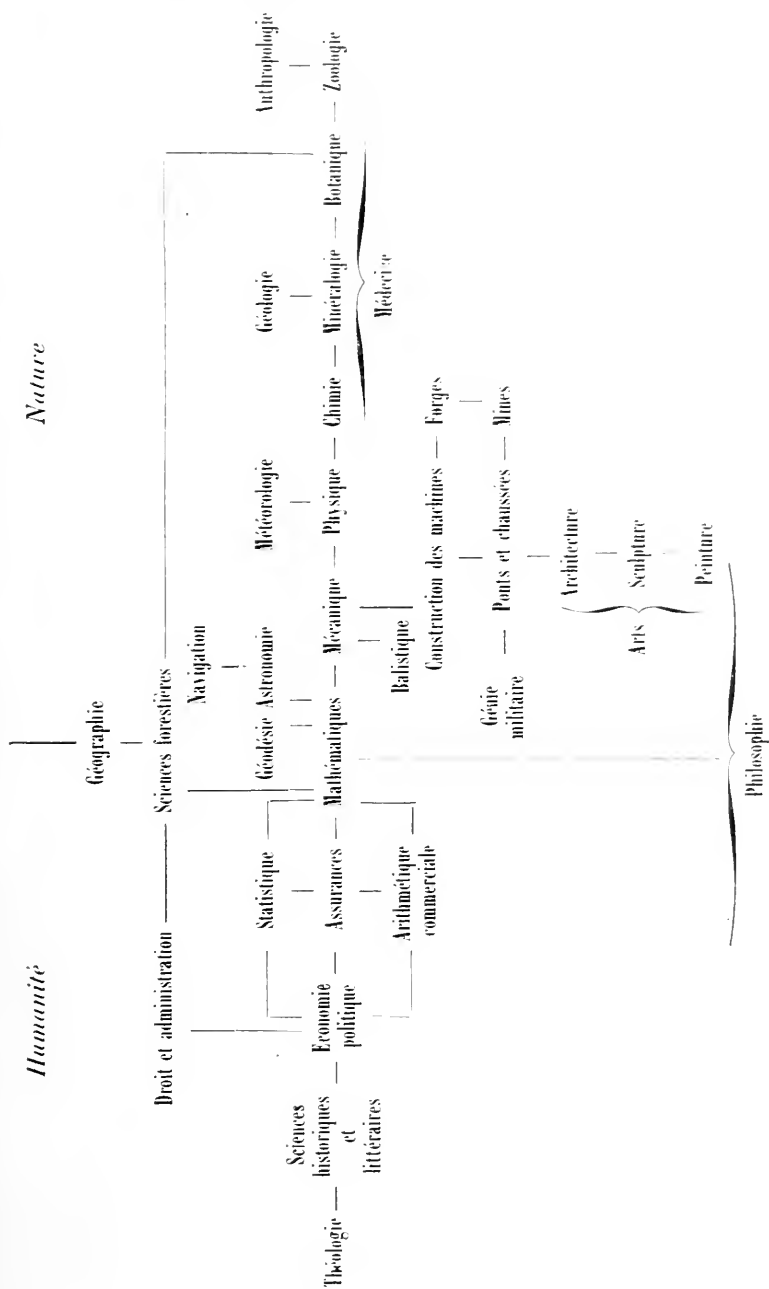 Humanité
Nature
Géographie
Droit et administration
Sciences forestières
Navigation
Statistique
Géodésie
Astronomie
Météorologie
Géologie
Anthropologie
Théologie
Sciences
historiques
et
littéraires
Economie
politique
Assurances
Mathématiques
Mécanique
Physique
Chimie
Minéralogie
Botanique
Zoologie
Arithmétique
commerciale
Balistique
Médecine
Construction des machines
Forges
Génie
militaire
Ponts et chaussées
Mines
Architecture
Arts
Sculpture
Peinture
Philosophie